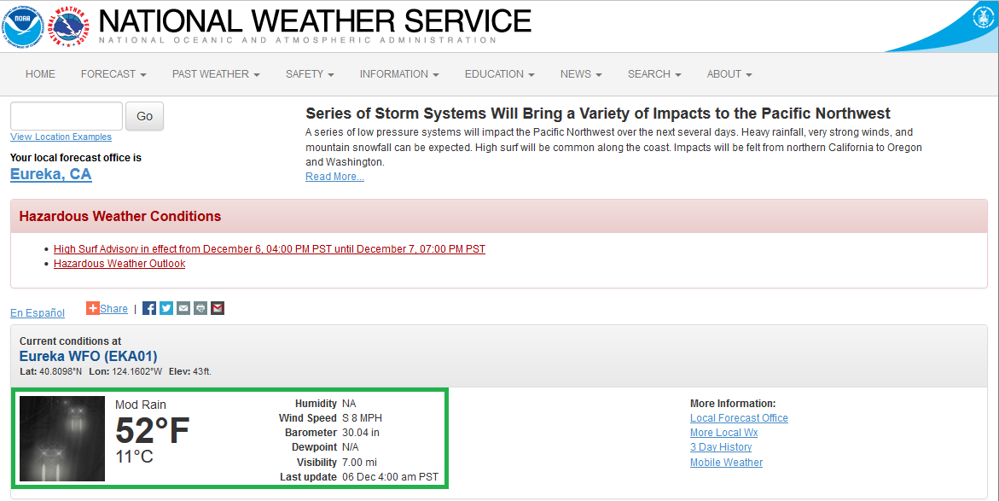 NOAA
NATIONAL WEATHER SERVICE
NATIONAL OCEANIC AND ATMOSPHERIC ADMINISTRATION
HOME FORECAST PAST WEATHER SAFETY INFORMATION EDUCATION NEWS SEARCH ABOUT
Go
View Location Examples
Your local forecast office is
Eureka, CA
Series of Storm Systems Will Bring a Variety of Impacts to the Pacific Northwest
A series of low pressure systems will impact the Pacific Northwest over the next several days. Heavy rainfall, very strong winds, and
mountain snowfall can be expected. High surf will be common along the coast. Impacts will be felt from northern California to Oregon
and Washington.
Read More...
Hazardous Weather Conditions
High Surf Advisory in effect from December 6, 04:00 PM PST until December 7, 07:00 PM PST
Hazardous Weather Outlook
En Español Share |
Current conditions at
Eureka WFO (EKA01)
Lat: 40.8098°N Lon: 124.1602°W Elev: 43ft.
Mod Rain
52°F
11°C
Humidity NA
Wind Speed S 8 MPH
Barometer 30.04 in
Dewpoint N/A
Visibility 7.00 mi
Last update 06 Dec 4:00 am PST
More Information:
Local Forecast Office
More Local Wx
3 Day History
Mobile Weather